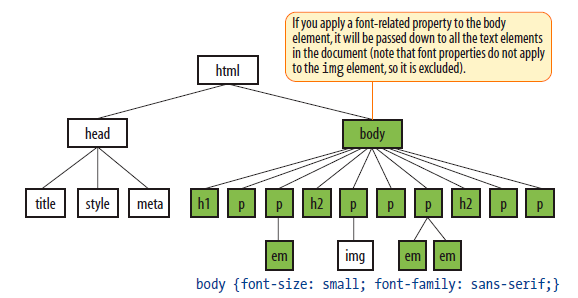 If you apply a font-related property to the body
element, it will be passed down to all the text elements
in the document (note that font properties do not apply
to the img element, so it is excluded).
html
head
body
title style meta h1 p p h2 p p p h2 p p
em img em em
body {font-size: small; font-family: sans-serif;}